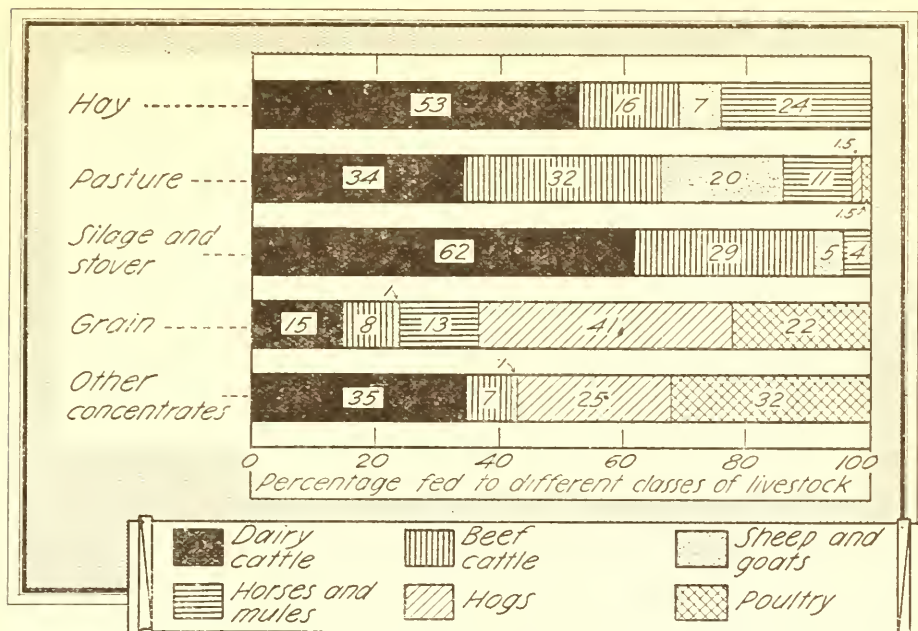 Hay
53 16 7 24
1.5
Pasture
34 32 20 11
1.5
Silage and
stover
62 29 5 4
1
Grain
15 8 13 41 22
1
Other
concentrates
35 7 25 32
0 20 40 60 80 100
Percentage fed to different classes of livestock
Dairy
cattle
Beef
cattle
Sheep and
goats
Horses and
mules
Hogs
Poultry